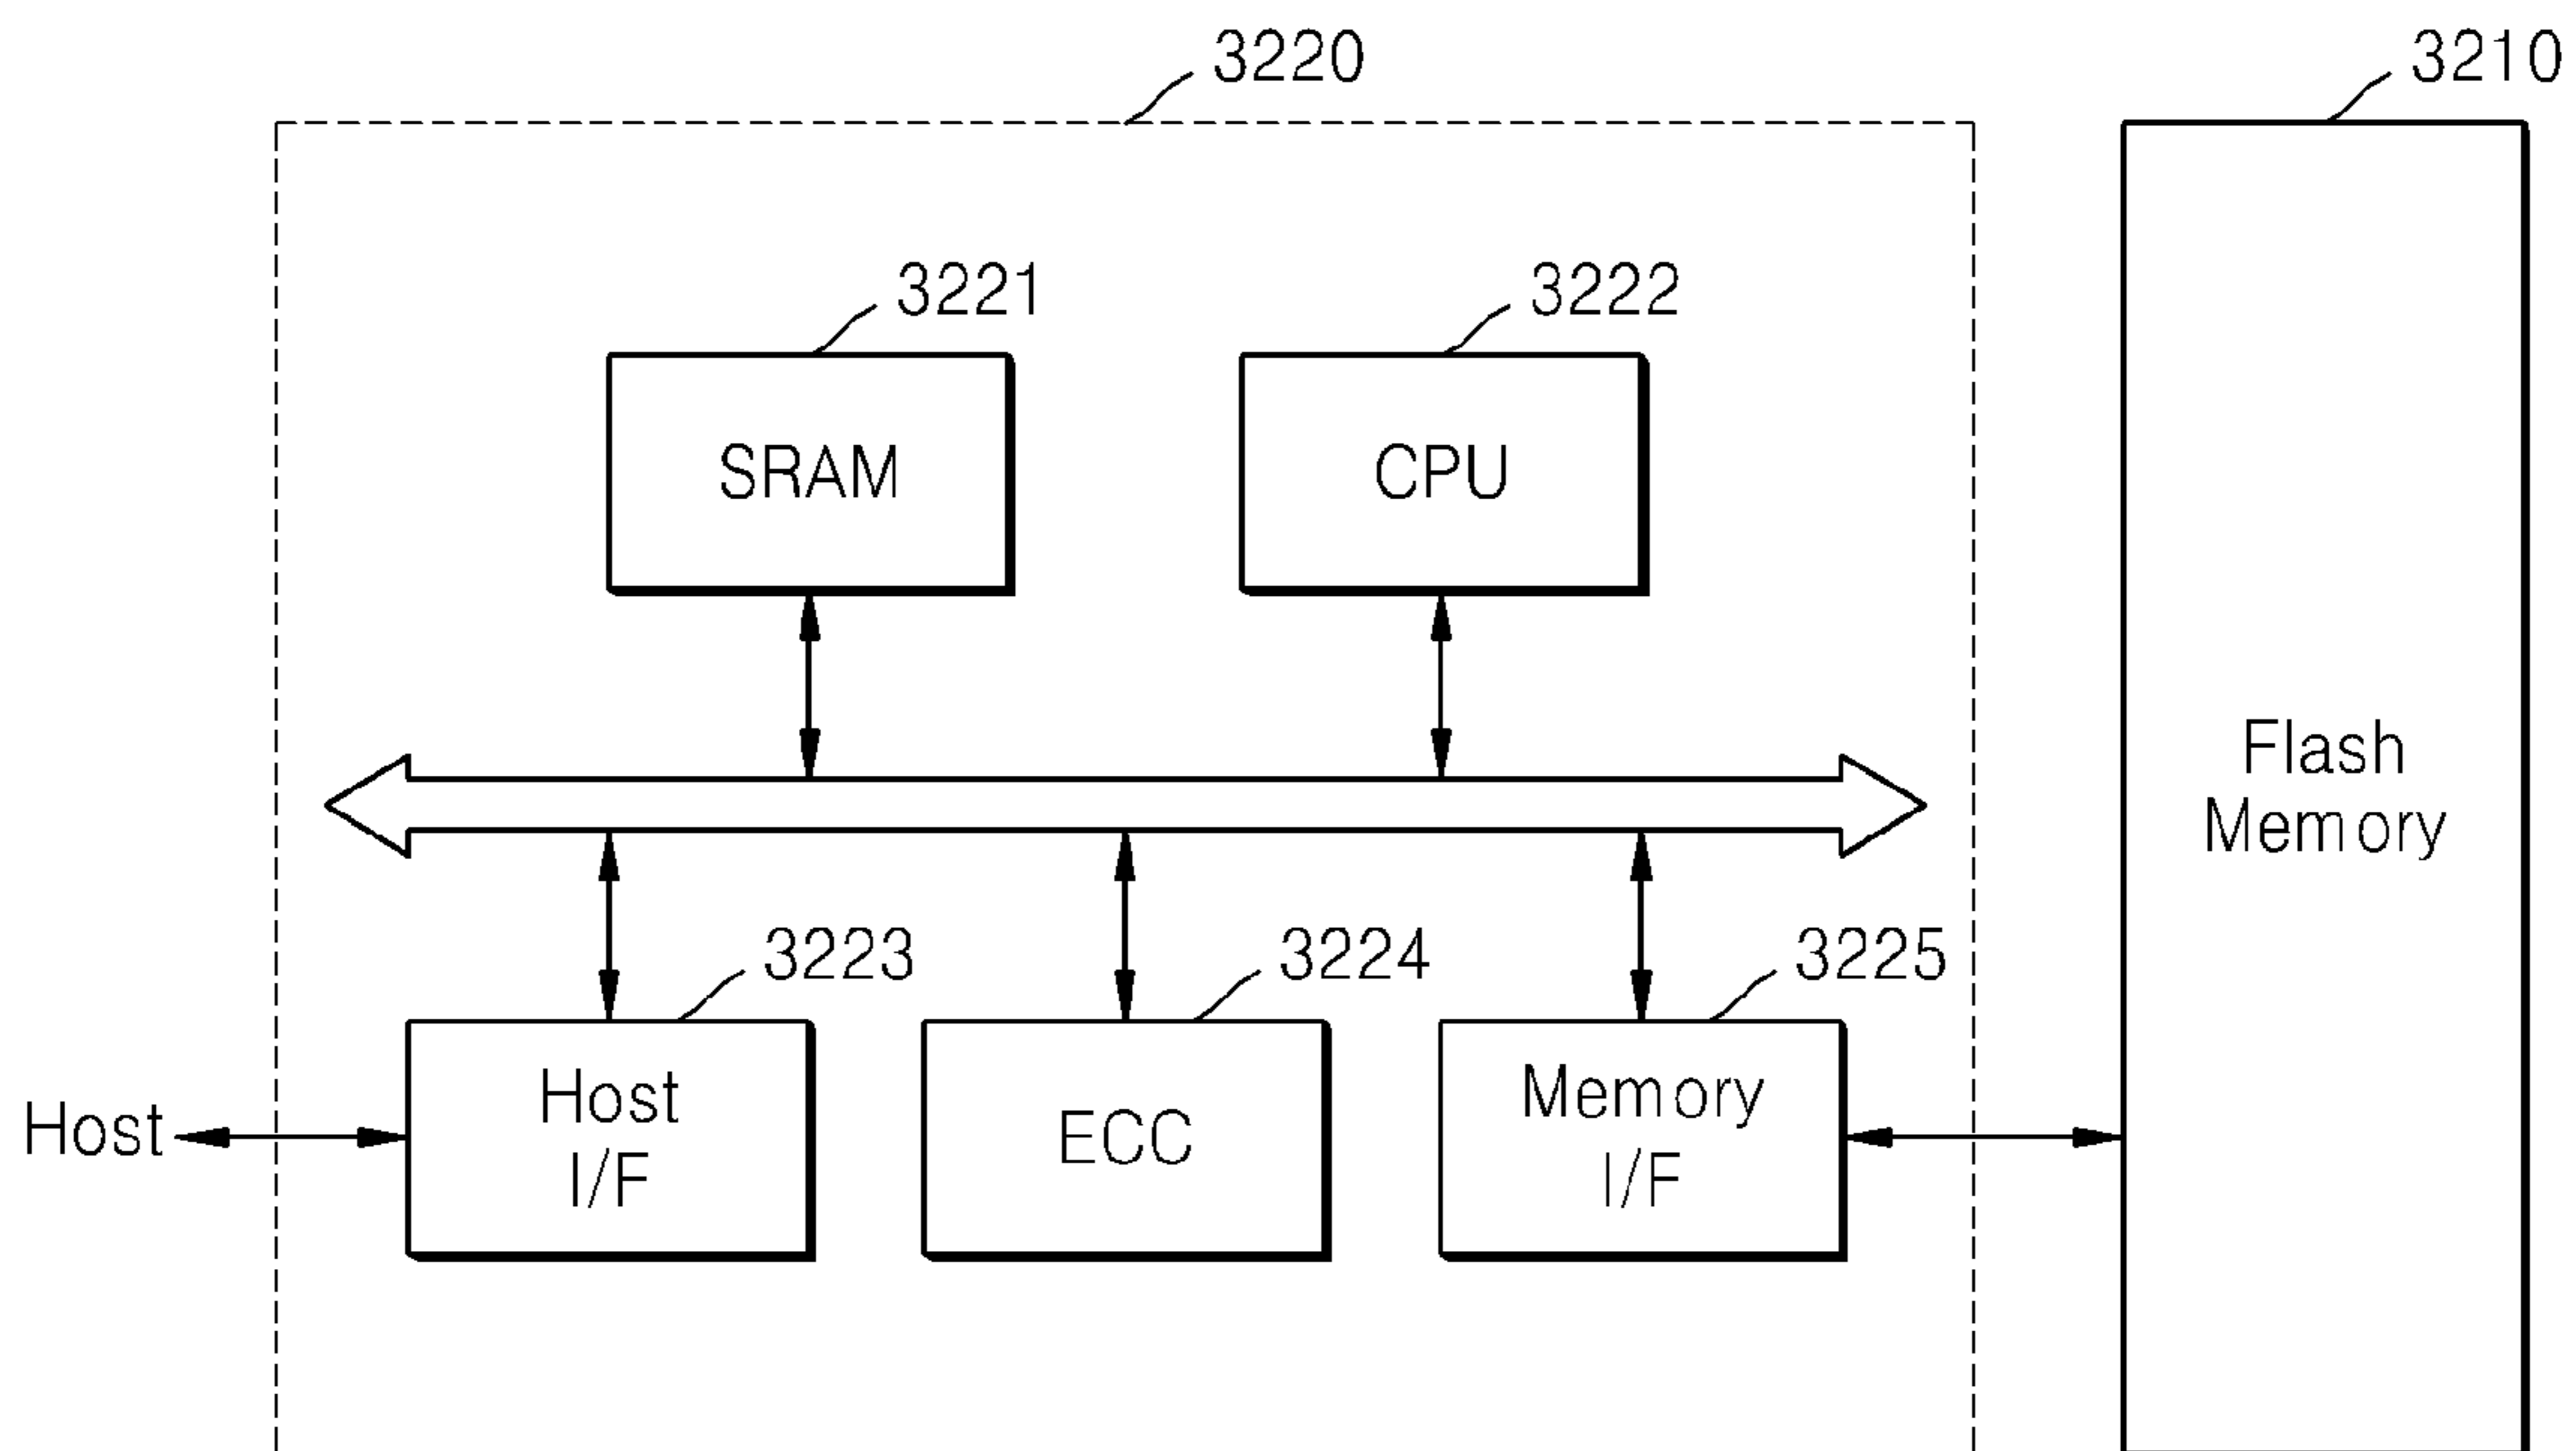 3220
3210
3221
3222
SRAM
CPU
Flash
Memory
3223
3224
3225
Host
Host
I/F
ECC
Memory
I/F